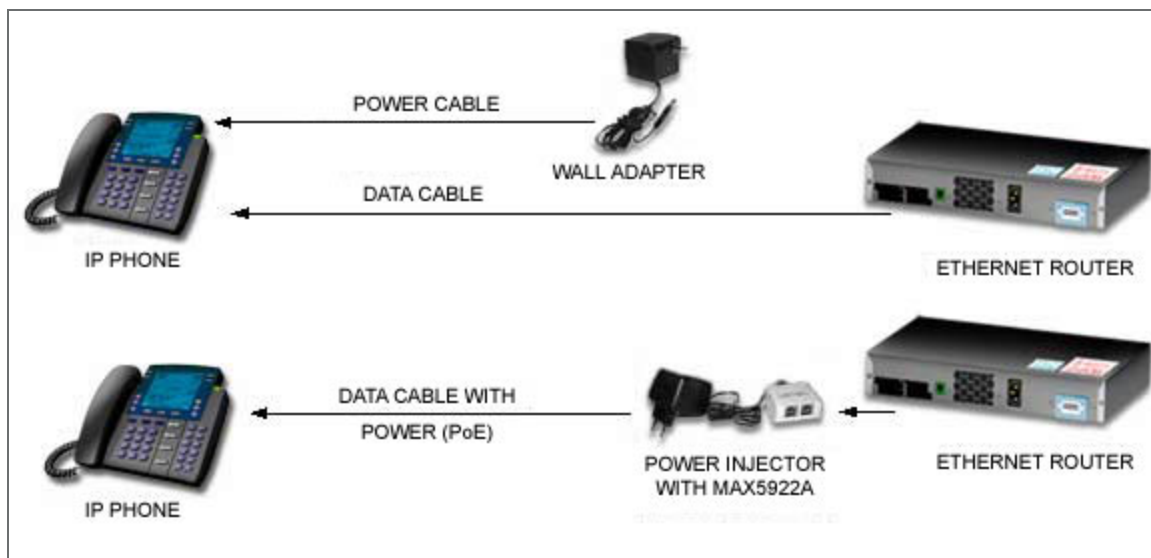 POWER CABLE
WALL ADAPTER
DATA CABLE
IP PHONE
ETHERNET ROUTER
DATA CABLE WITH
POWER (PoE)
POWER INJECTOR
WITH MAX5922A
ETHERNET ROUTER
IP PHONE